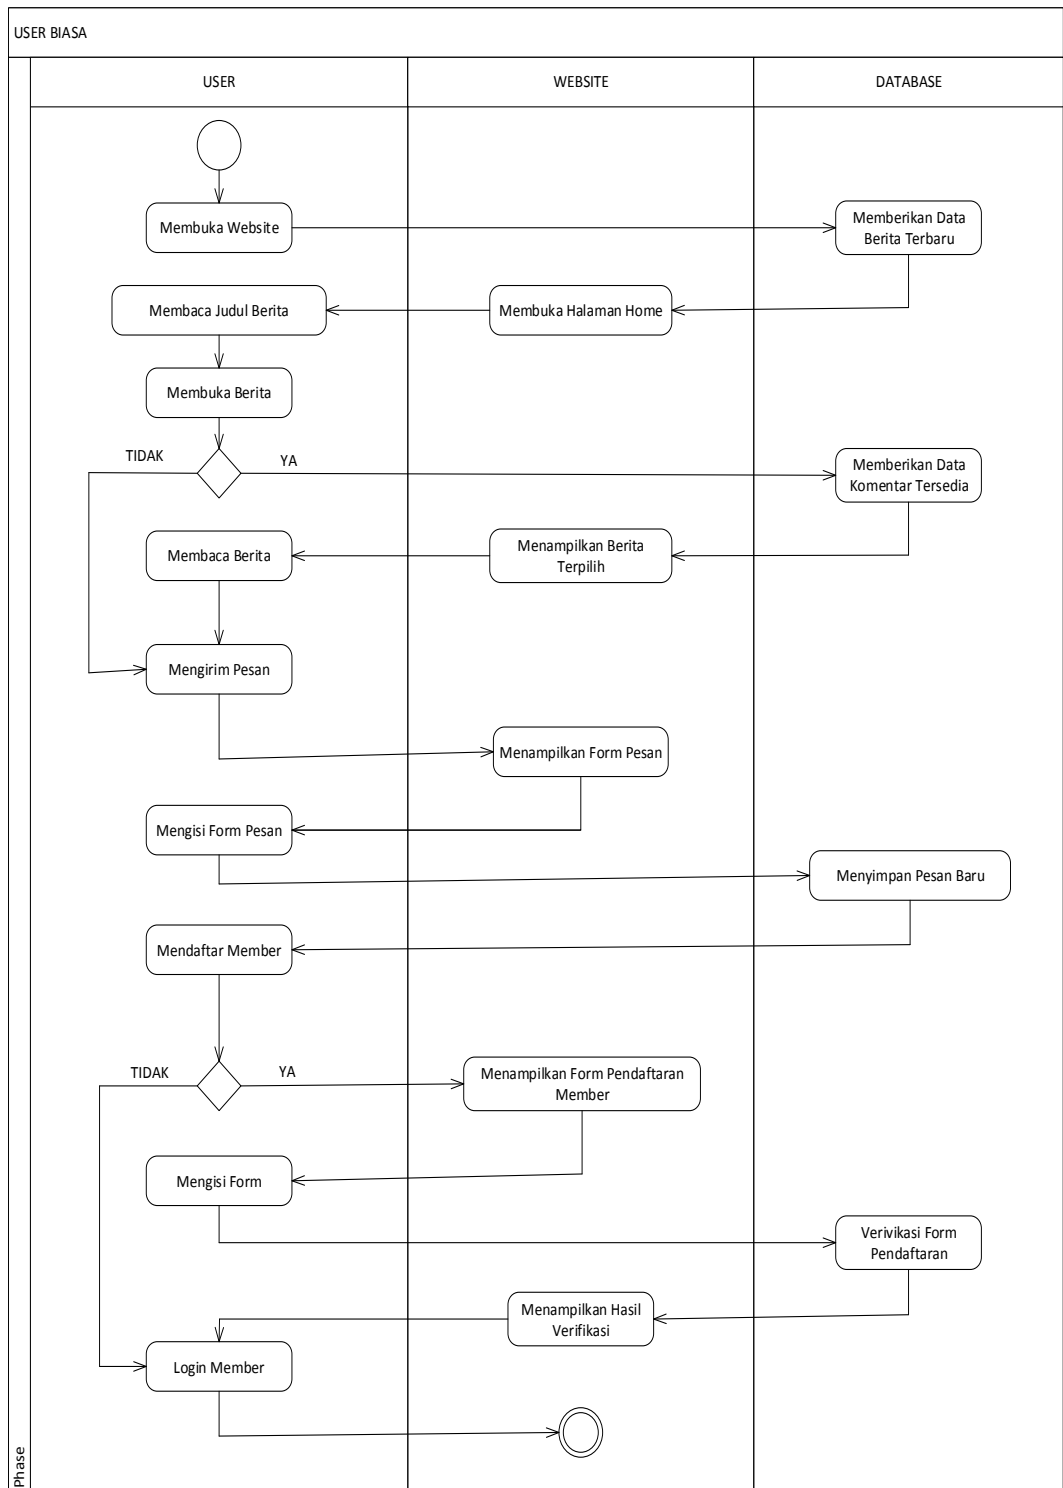 USER BIASA
USER
WEBSITE
DATABASE
Membuka Website
Memberikan Data
Berita Terbaru
Membaca Judul Berita
Membuka Halaman Home
Membuka Berita
TIDAK
YA
Memberikan Data
Komentar Tersedia
Membaca Berita
Menampilkan Berita
Terpilih
Mengirim Pesan
Menampilkan Form Pesan
Mengisi Form Pesan
Menyimpan Pesan Baru
Mendaftar Member
TIDAK
YA
Menampilkan Form Pendaftaran
Member
Mengisi Form
Verivikasi Form
Pendaftaran
Menampilkan Hasil
Verifikasi
Login Member
Phase